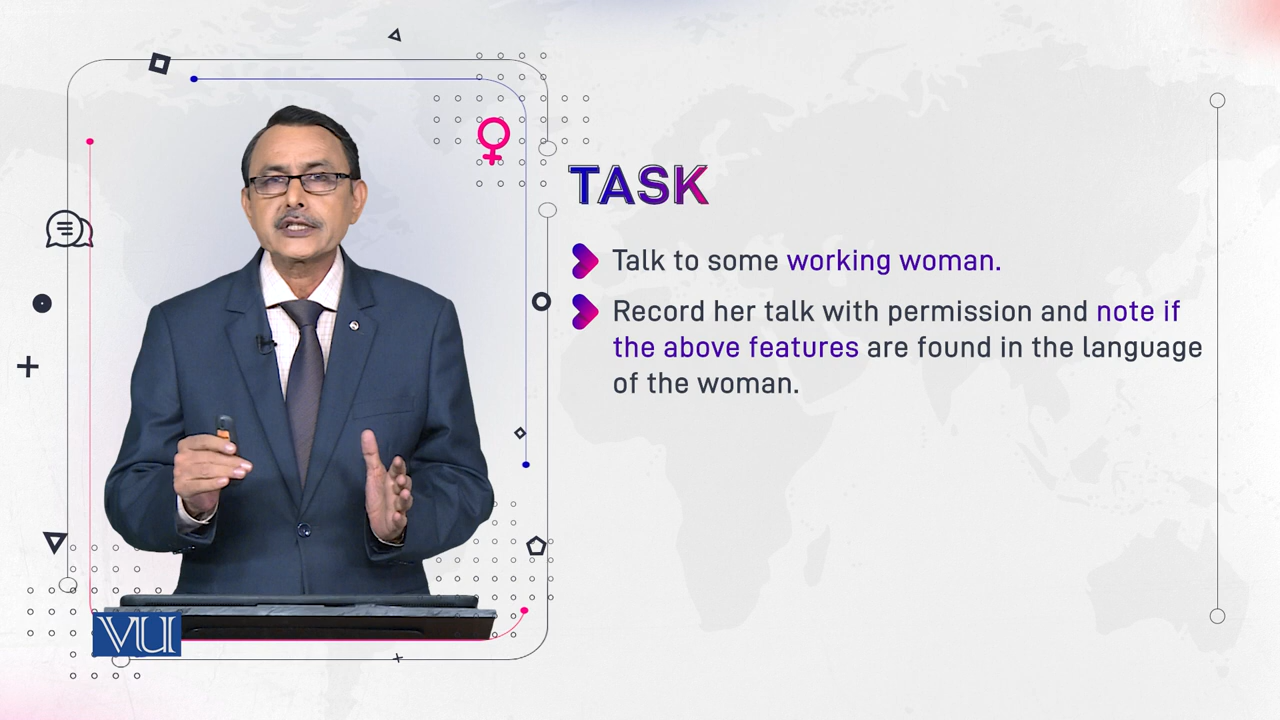 TASK
Talk to some working woman.
Record her talk with permission and note if
the above features are found in the language
of the woman.
VU